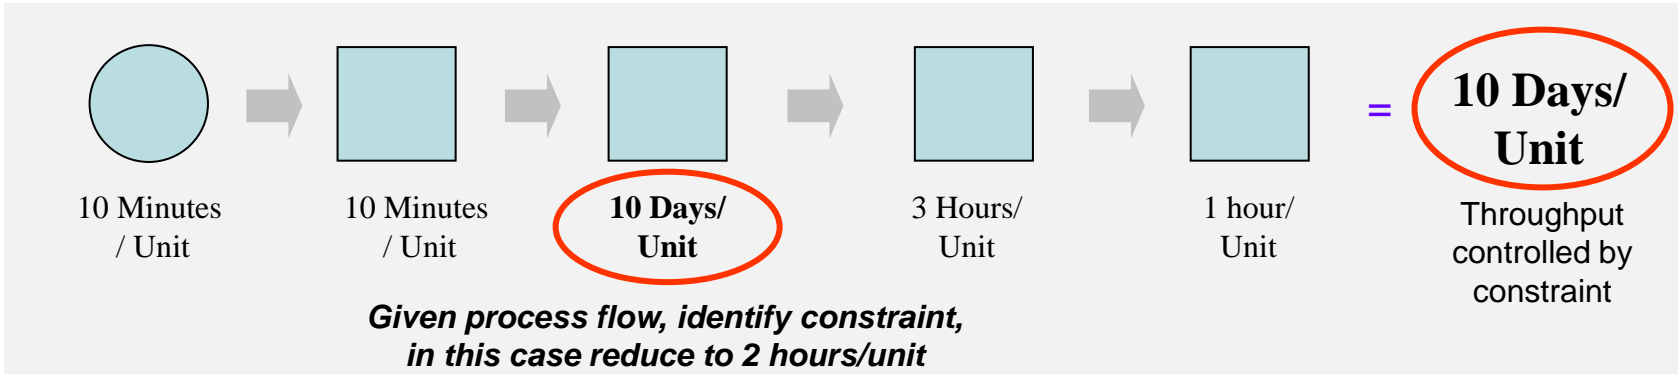 10 Minutes
/ Unit
10 Minutes
/ Unit
10 Days/
Unit
3 Hours/
Unit
1 hour/
Unit
=
10 Days/
Unit
Throughput
controlled by
constraint
Given process flow, identify constraint,
in this case reduce to 2 hours/unit